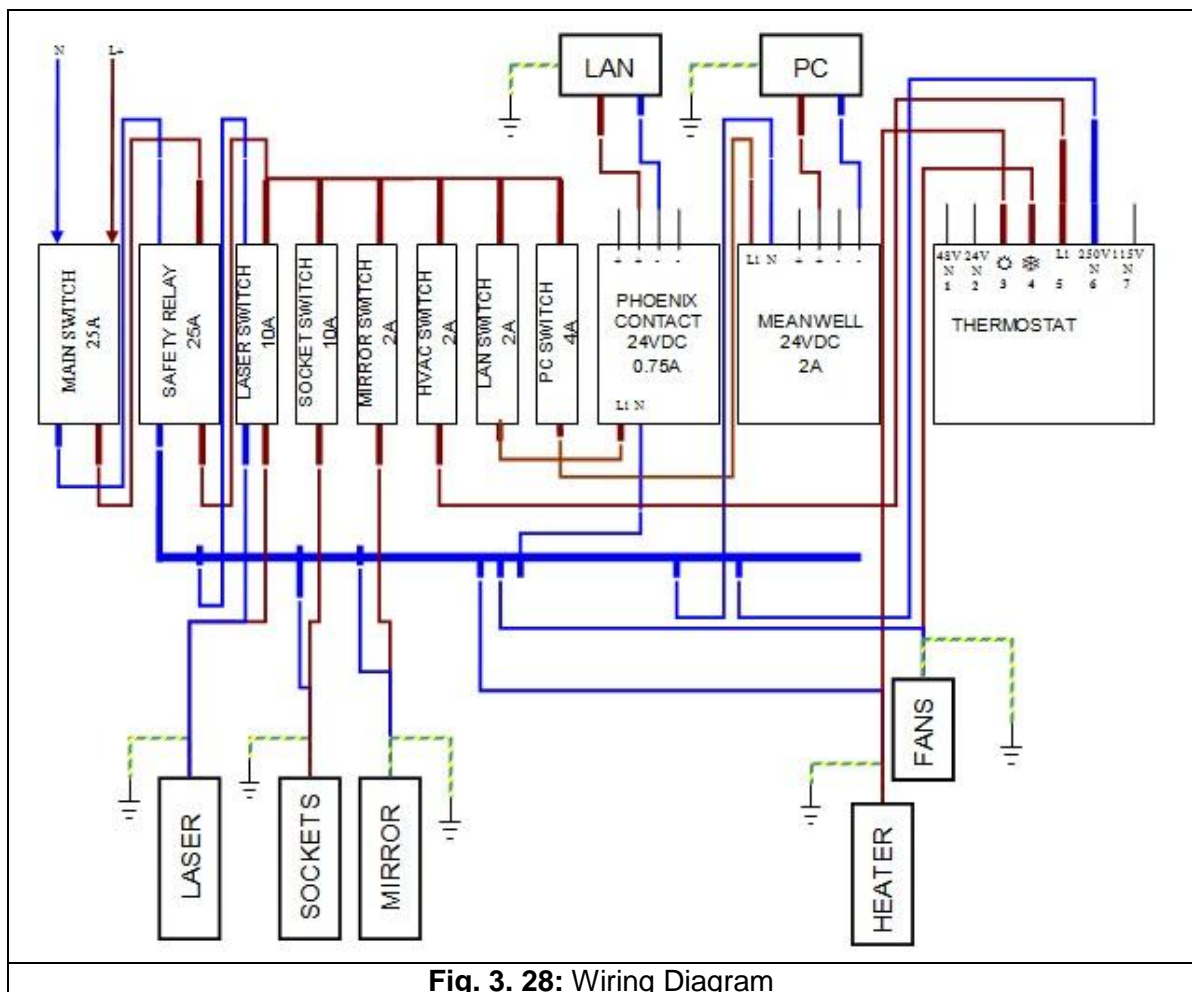 N
L+
LAN
PC
MAIN SWITCH
25A
SAFETY RELAY
25A
LASER SWITCH
10A
SOCKET SWITCH
10A
MIRROR SWITCH
2A
HVAC SWITCH
2A
LAN SWITCH
2A
PC SWITCH
4A
+ + - -
PHOENIX
CONTACT
24VDC
0.75A
L1 N
L1 N + + - -
MEANWELL
24VDC
2A
48V 24V L1 250V 115V
N N N N
1 2 3 4 5 6 7
THERMOSTAT
LASER
SOCKETS
MIRROR
HEATER
FANS
Fig. 3. 28: Wiring Diagram